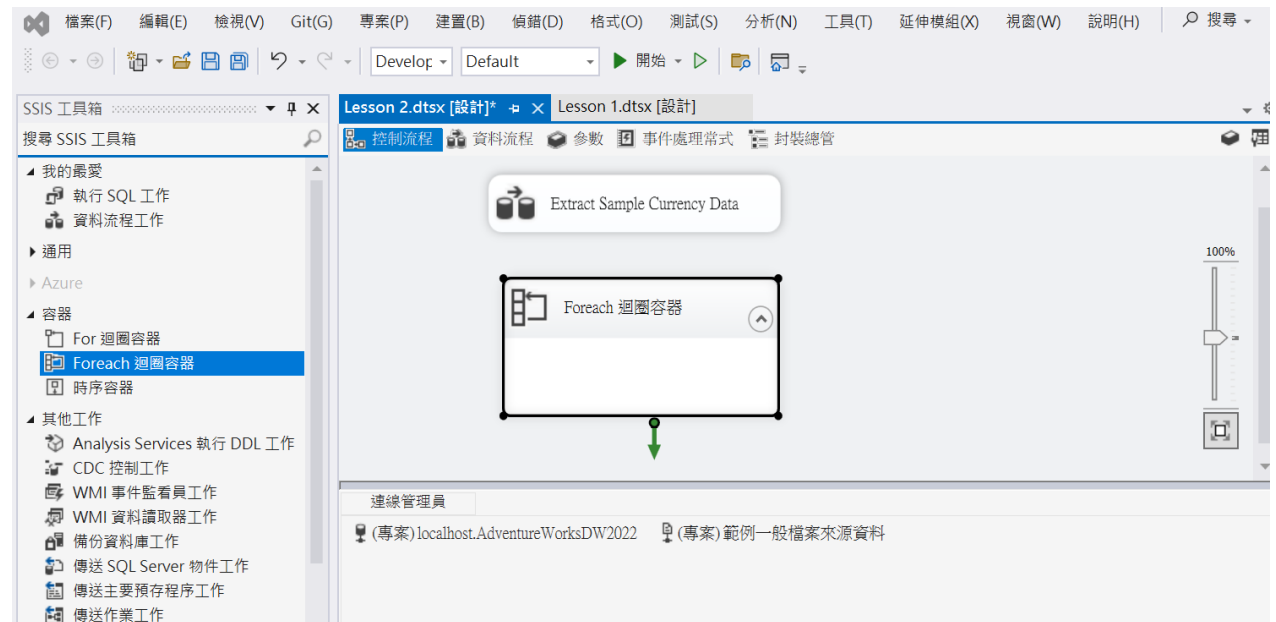 檔案(F) 編輯(E) 檢視(V) Git(G) 專案(P) 建置(B) 偵錯(D) 格式(O) 測試(S) 分析(N) 工具(T) 延伸模組(X) 視窗(W) 說明(H) 搜尋
Develop Default 開始
SSIS 工具箱
搜尋 SSIS 工具箱
我的最愛
執行 SQL 工作
資料流程工作
通用
Azure
容器
For 迴圈容器
Foreach 迴圈容器
時序容器
其他工作
Analysis Services 執行 DDL 工作
CDC 控制工作
WMI 事件監看員工作
WMI 資料讀取器工作
備份資料庫工作
傳送 SQL Server 物件工作
傳送主要預存程序工作
傳送作業工作
Lesson 2.dtsx [設計]* Lesson 1.dtsx [設計]
控制流程 資料流程 參數 事件處理常式 封裝總管
Extract Sample Currency Data
Foreach 迴圈容器
100%
連線管理員
(專案) localhost.AdventureWorksDW2022 (專案) 範例一般檔案來源資料